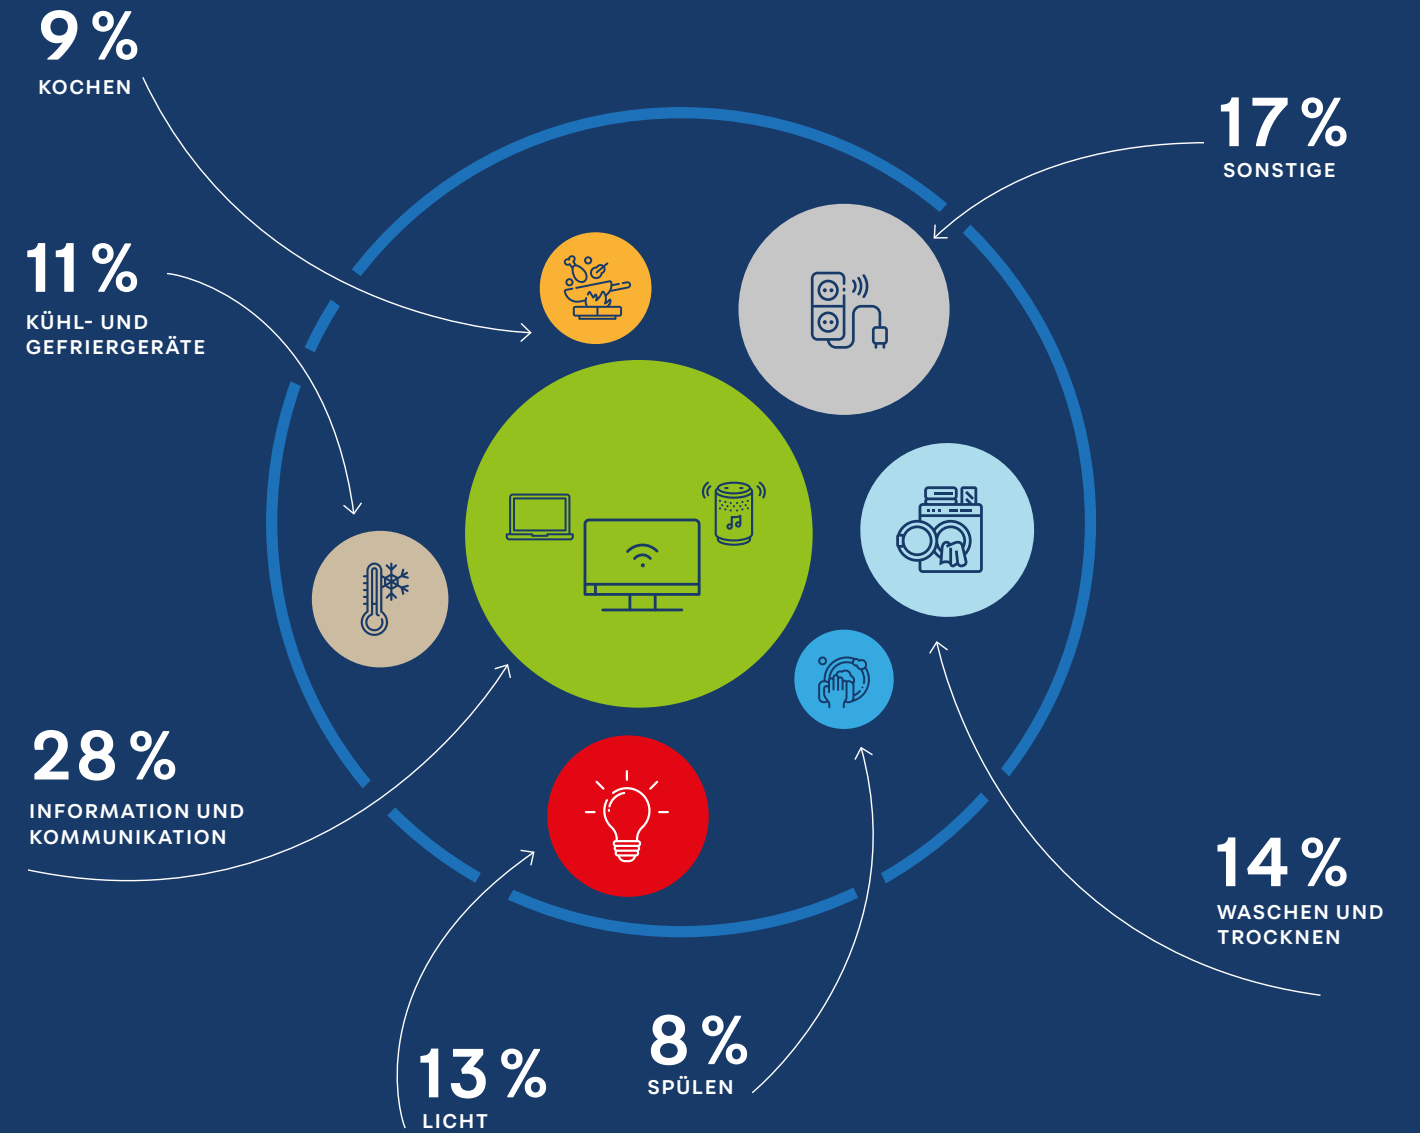 9 %
KOCHEN
17 %
SONSTIGE
11 %
KÜHL- UND
GEFRIERGERÄTE
28 %
INFORMATION UND
KOMMUNIKATION
14 %
WASCHEN UND
TROCKNEN
13 %
LICHT
8 %
SPÜLEN